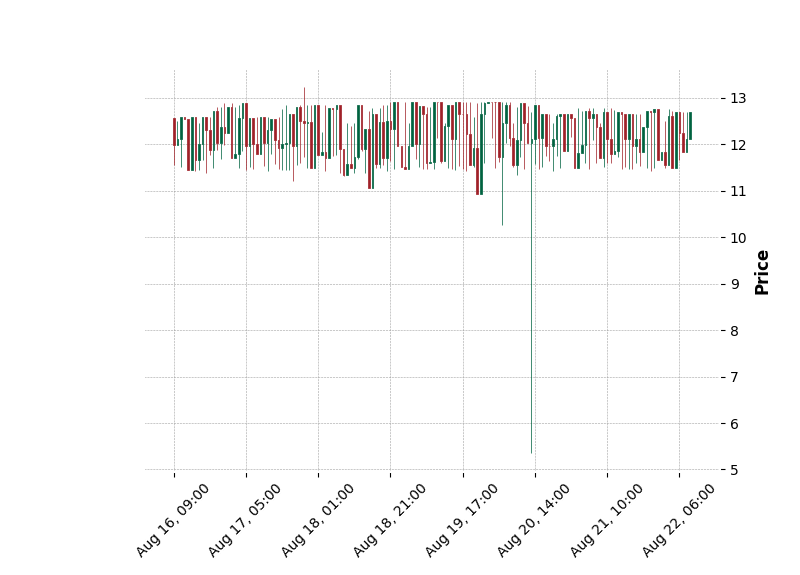 13
12
11
10
9
8
7
6
5
Price
Aug 16, 09:00
Aug 17, 05:00
Aug 18, 01:00
Aug 18, 21:00
Aug 19, 17:00
Aug 20, 14:00
Aug 21, 10:00
Aug 22, 06:00